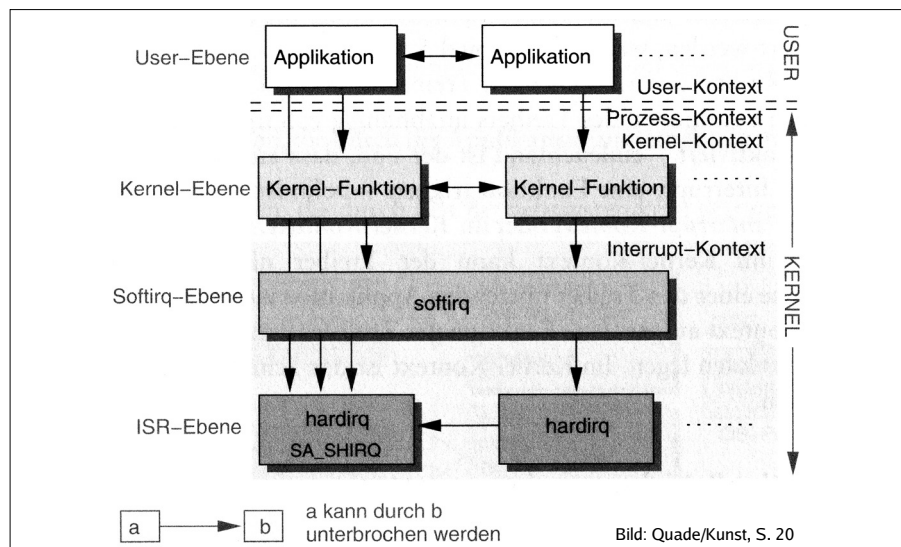 User–Ebene
Applikation
Applikation
USER
User–Kontext
Prozess–Kontext
Kernel–Kontext
Kernel–Ebene
Kernel–Funktion
Kernel–Funktion
Interrupt–Kontext
KERNEL
Softirq–Ebene
softirq
ISR–Ebene
hardirq
SA_SHIRQ
hardirq
a
b
a kann durch b
unterbrochen werden
Bild: Quade/Kunst, S. 20